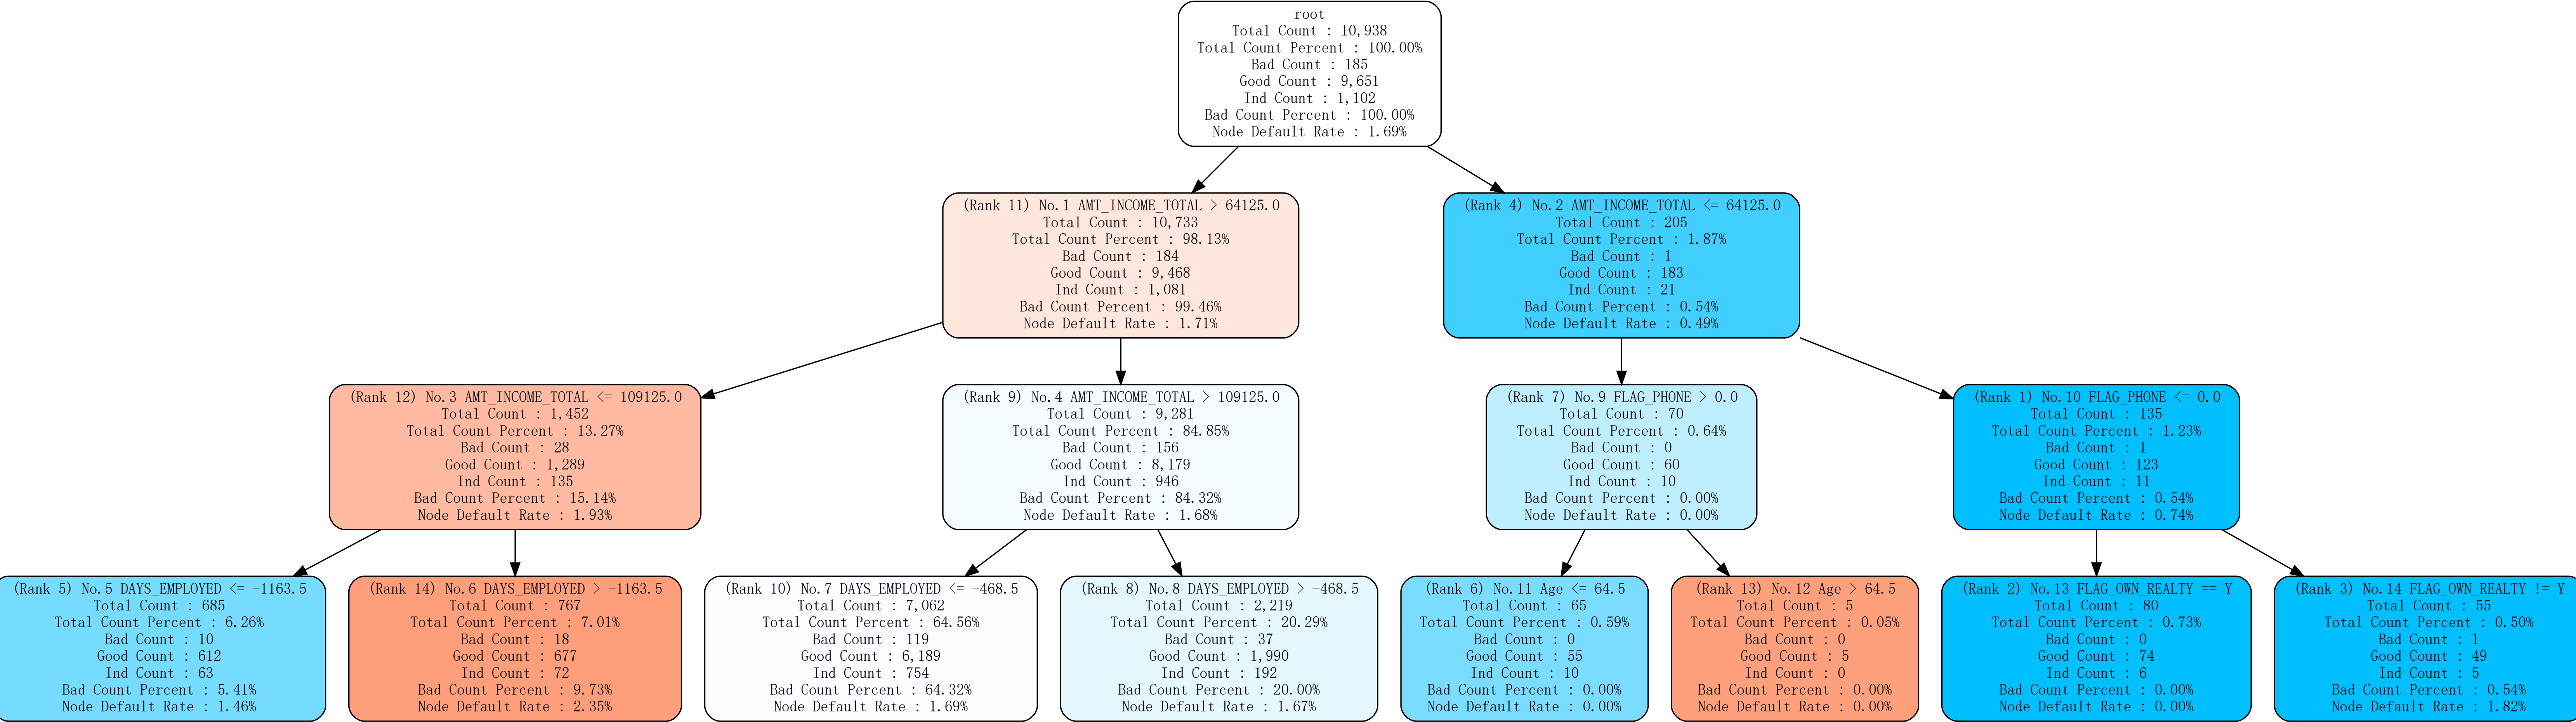 root
Total Count : 10,938
Total Count Percent : 100.00%
Bad Count : 185
Good Count : 9,651
Ind Count : 1,102
Bad Count Percent : 100.00%
Node Default Rate : 1.69%
(Rank 11) No.1 AMT_INCOME_TOTAL > 64125.0
Total Count : 10,733
Total Count Percent : 98.13%
Bad Count : 184
Good Count : 9,468
Ind Count : 1,081
Bad Count Percent : 99.46%
Node Default Rate : 1.71%
(Rank 4) No.2 AMT_INCOME_TOTAL <= 64125.0
Total Count : 205
Total Count Percent : 1.87%
Bad Count : 1
Good Count : 183
Ind Count : 21
Bad Count Percent : 0.54%
Node Default Rate : 0.49%
(Rank 12) No.3 AMT_INCOME_TOTAL <= 109125.0
Total Count : 1,452
Total Count Percent : 13.27%
Bad Count : 28
Good Count : 1,289
Ind Count : 135
Bad Count Percent : 15.14%
Node Default Rate : 1.93%
(Rank 9) No.4 AMT_INCOME_TOTAL > 109125.0
Total Count : 9,281
Total Count Percent : 84.85%
Bad Count : 156
Good Count : 8,179
Ind Count : 946
Bad Count Percent : 84.32%
Node Default Rate : 1.68%
(Rank 7) No.9 FLAG_PHONE > 0.0
Total Count : 70
Total Count Percent : 0.64%
Bad Count : 0
Good Count : 60
Ind Count : 10
Bad Count Percent : 0.00%
Node Default Rate : 0.00%
(Rank 1) No.10 FLAG_PHONE <= 0.0
Total Count : 135
Total Count Percent : 1.23%
Bad Count : 1
Good Count : 123
Ind Count : 11
Bad Count Percent : 0.54%
Node Default Rate : 0.74%
(Rank 5) No.5 DAYS_EMPLOYED <= -1163.5
Total Count : 685
Total Count Percent : 6.26%
Bad Count : 10
Good Count : 612
Ind Count : 63
Bad Count Percent : 5.41%
Node Default Rate : 1.46%
(Rank 14) No.6 DAYS_EMPLOYED > -1163.5
Total Count : 767
Total Count Percent : 7.01%
Bad Count : 18
Good Count : 677
Ind Count : 72
Bad Count Percent : 9.73%
Node Default Rate : 2.35%
(Rank 10) No.7 DAYS_EMPLOYED <= -468.5
Total Count : 7,062
Total Count Percent : 64.56%
Bad Count : 119
Good Count : 6,189
Ind Count : 754
Bad Count Percent : 64.32%
Node Default Rate : 1.69%
(Rank 8) No.8 DAYS_EMPLOYED > -468.5
Total Count : 2,219
Total Count Percent : 20.29%
Bad Count : 37
Good Count : 1,990
Ind Count : 192
Bad Count Percent : 20.00%
Node Default Rate : 1.67%
(Rank 6) No.11 Age <= 64.5
Total Count : 65
Total Count Percent : 0.59%
Bad Count : 0
Good Count : 55
Ind Count : 10
Bad Count Percent : 0.00%
Node Default Rate : 0.00%
(Rank 13) No.12 Age > 64.5
Total Count : 5
Total Count Percent : 0.05%
Bad Count : 0
Good Count : 5
Ind Count : 0
Bad Count Percent : 0.00%
Node Default Rate : 0.00%
(Rank 2) No.13 FLAG_OWN_REALTY == Y
Total Count : 80
Total Count Percent : 0.73%
Bad Count : 0
Good Count : 74
Ind Count : 6
Bad Count Percent : 0.00%
Node Default Rate : 0.00%
(Rank 3) No.14 FLAG_OWN_REALTY != Y
Total Count : 55
Total Count Percent : 0.50%
Bad Count : 1
Good Count : 49
Ind Count : 5
Bad Count Percent : 0.54%
Node Default Rate : 1.82%